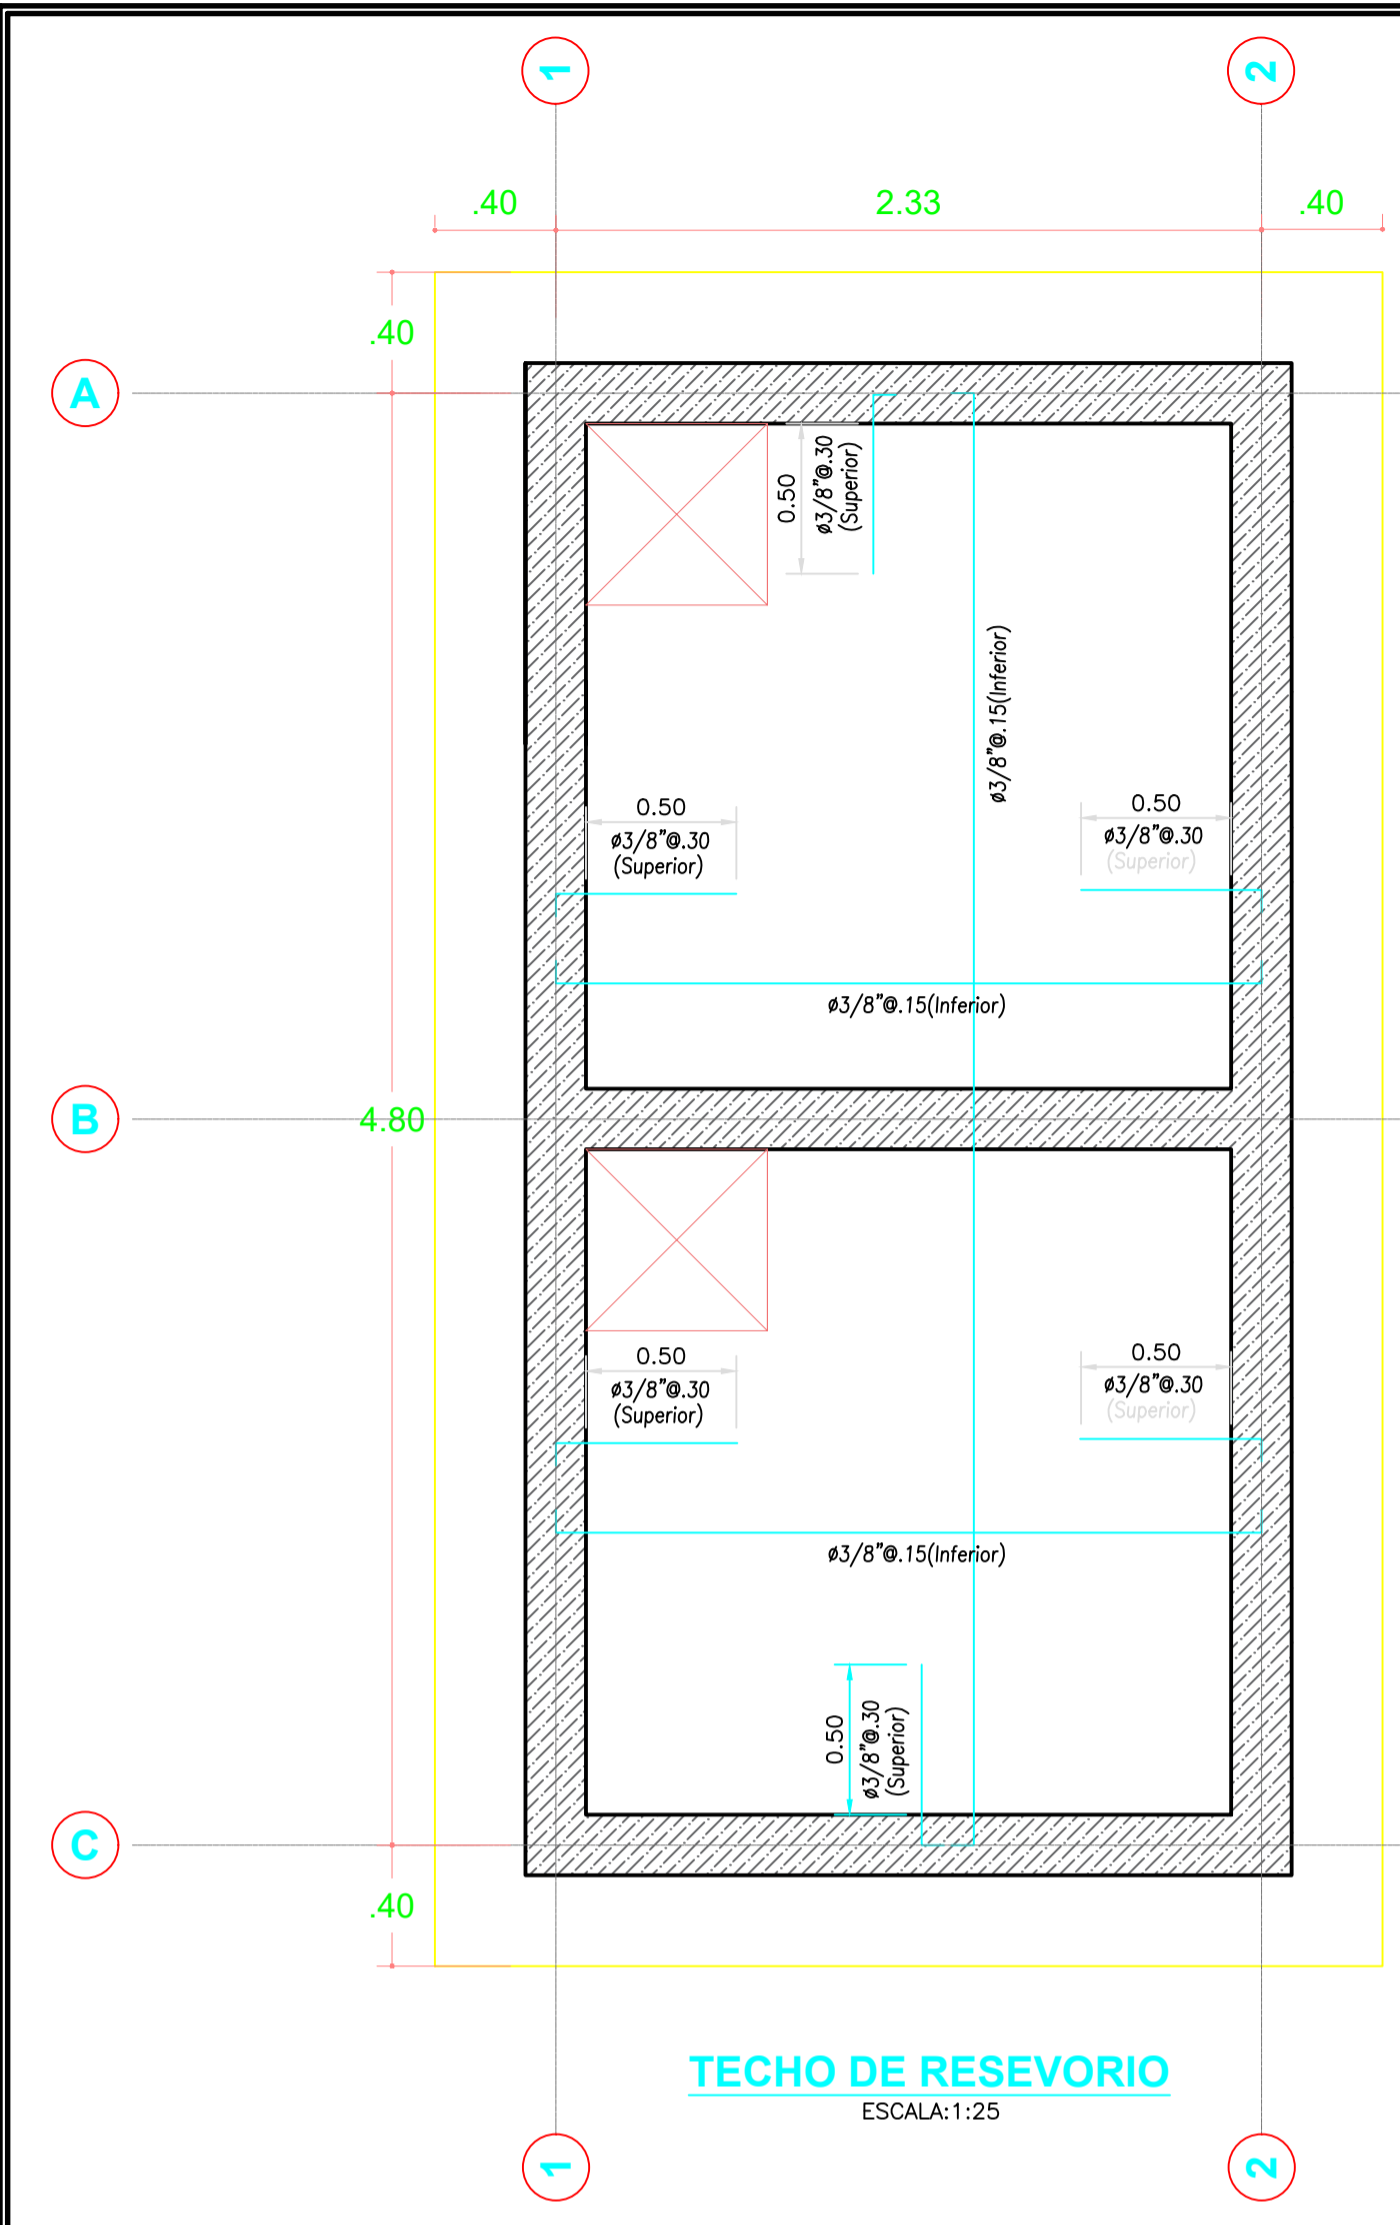 1
2
.40
2.33
.40
.40
A
0.50
ø3/8"@.30
(Superior)
ø3/8"@.15(Inferior)
0.50
ø3/8"@.30
(Superior)
0.50
ø3/8"@.30
(Superior)
ø3/8"@.15(Inferior)
B
4.80
0.50
ø3/8"@.30
(Superior)
0.50
ø3/8"@.30
(Superior)
ø3/8"@.15(Inferior)
0.50
ø3/8"@.30
(Superior)
C
.40
TECHO DE RESEVORIO
ESCALA:1:25
1
2